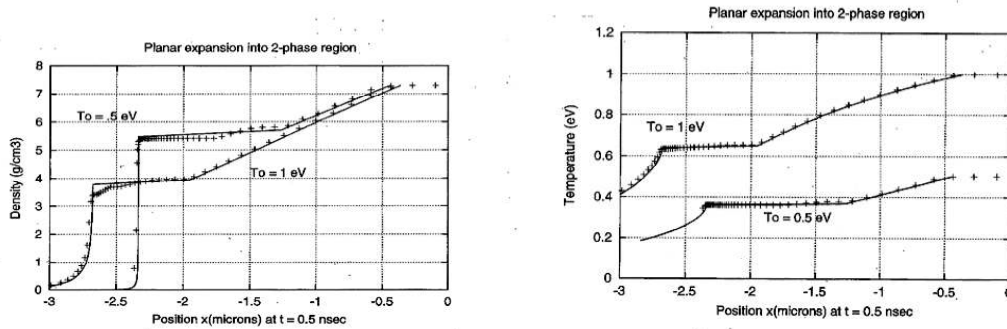 Planar expansion into 2-phase region
8
7
6
5
4
3
2
1
0
Density (g/cm3)
To = .5 eV
To = 1 eV
-3 -2.5 -2 -1.5 -1 -0.5 0
Position x(microns) at t = 0.5 nsec
Planar expansion into 2-phase region
1.2
1
0.8
0.6
0.4
0.2
0
Temperature (eV)
To = 1 eV
To = 0.5 eV
-3 -2.5 -2 -1.5 -1 -0.5 0
Position x(microns) at t = 0.5 nsec